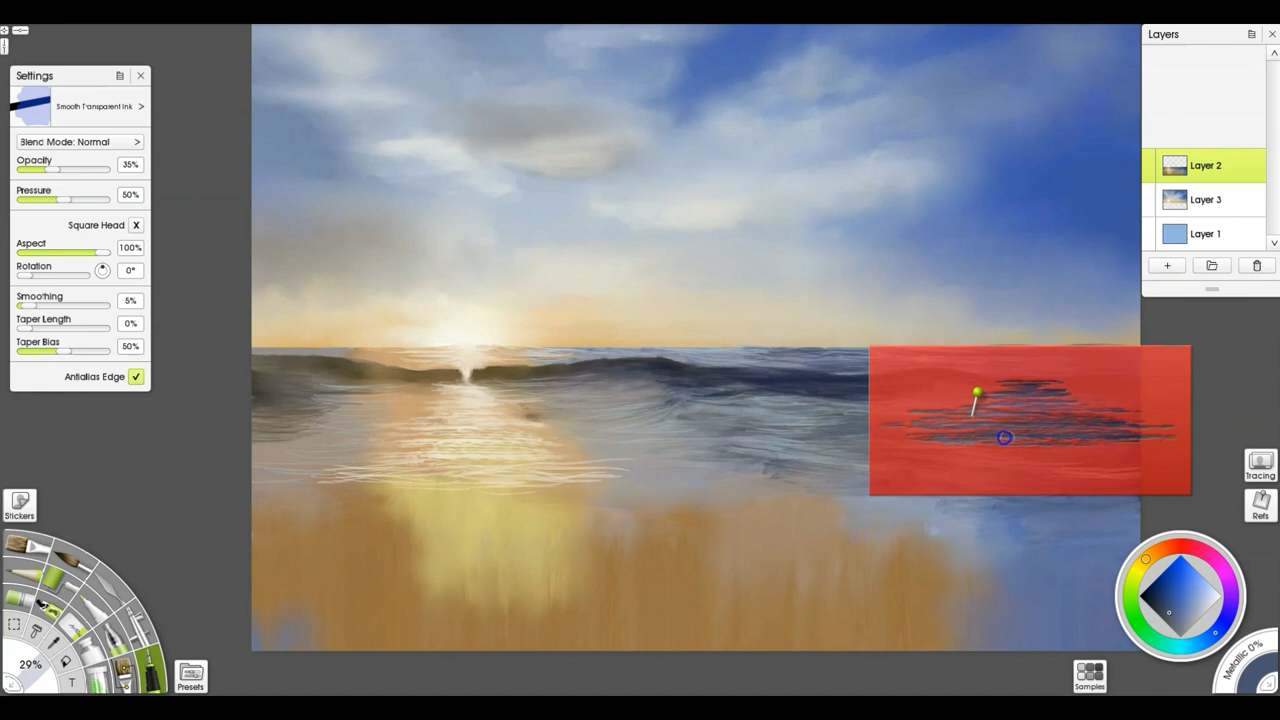 Settings
Smooth Transparent Ink >
Blend Mode: Normal >
Opacity
35%
Pressure
50%
Square Head X
Aspect
100%
Rotation
0°
Smoothing
5%
Taper Length
0%
Taper Bias
50%
Antialias Edge
Stickers
29%
T
Presets
Layers
Layer 2
Layer 3
Layer 1
Tracing
Refs
Samples
Metallic 0%